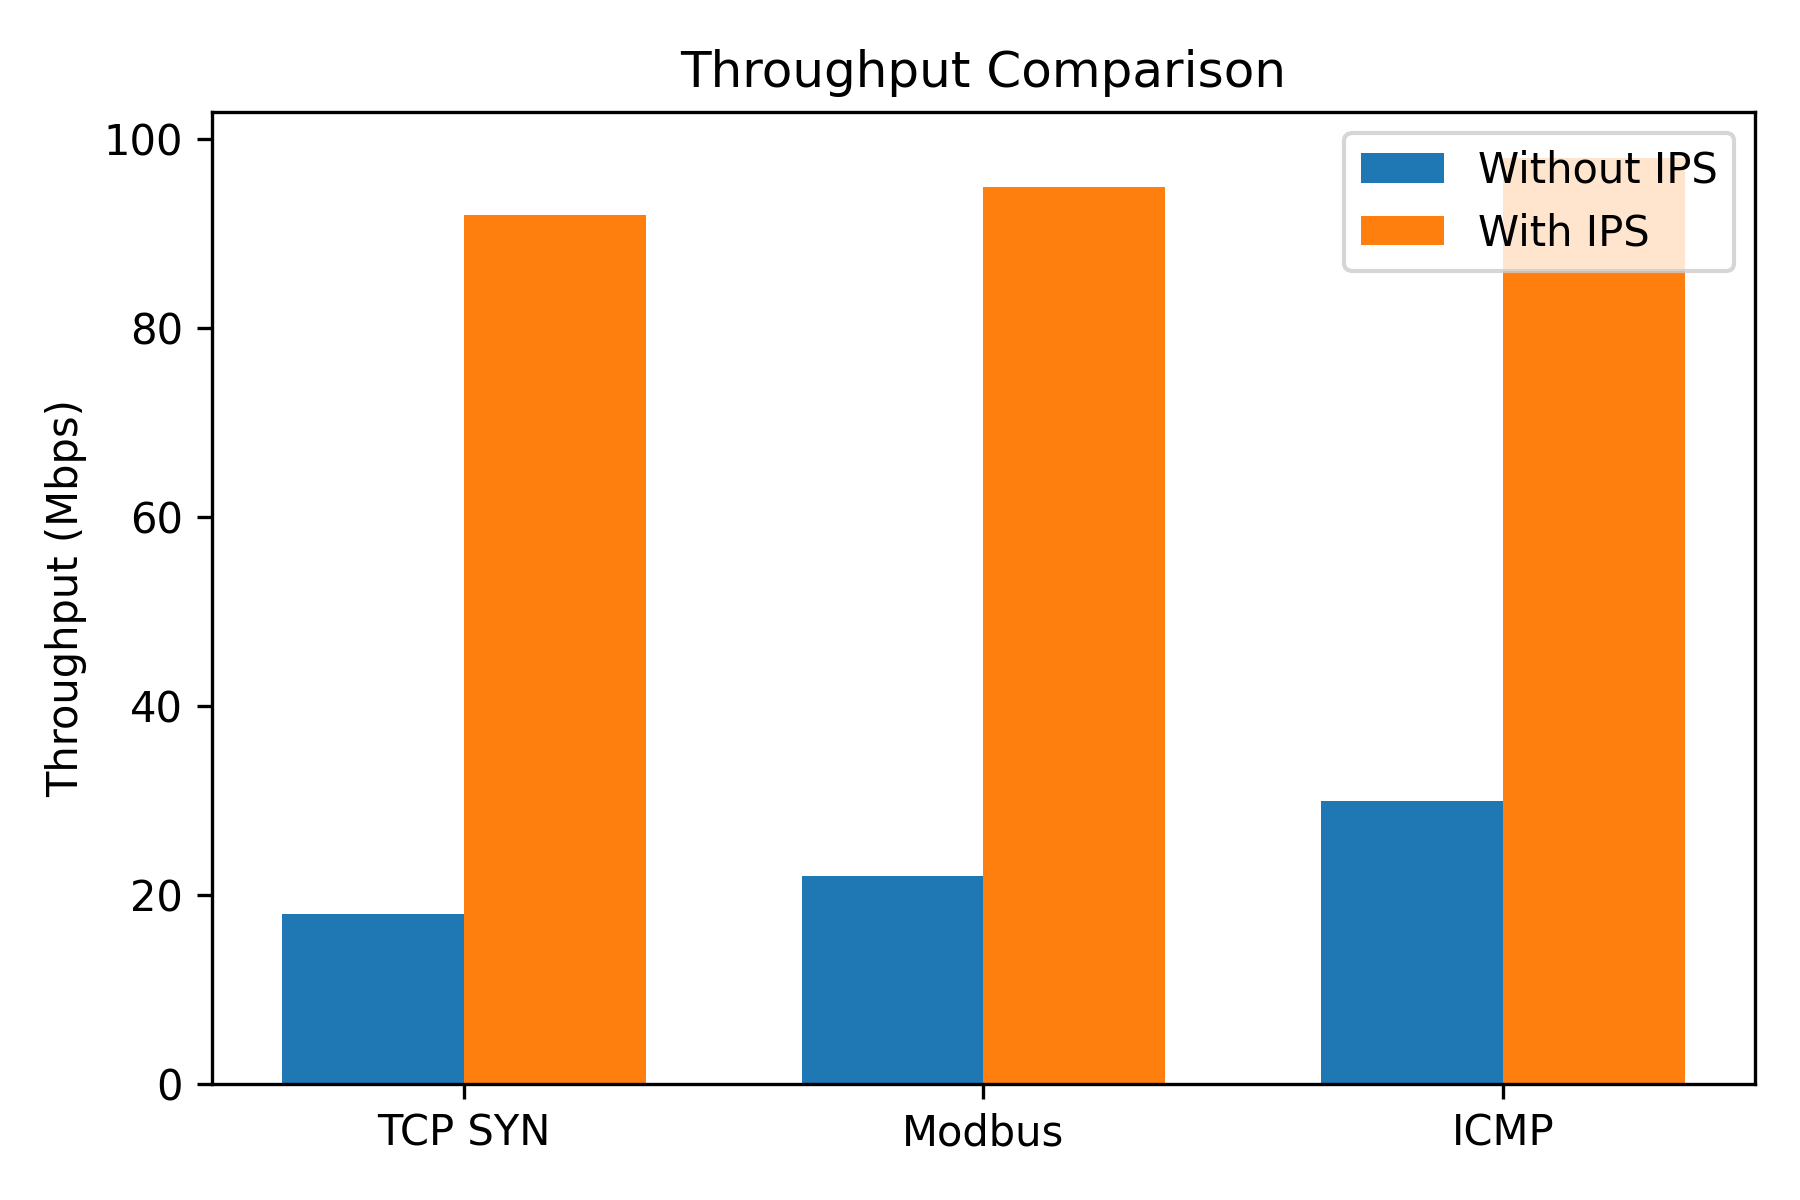 Throughput Comparison
Throughput (Mbps)
100
80
60
40
20
0
Without IPS
With IPS
TCP SYN
Modbus
ICMP